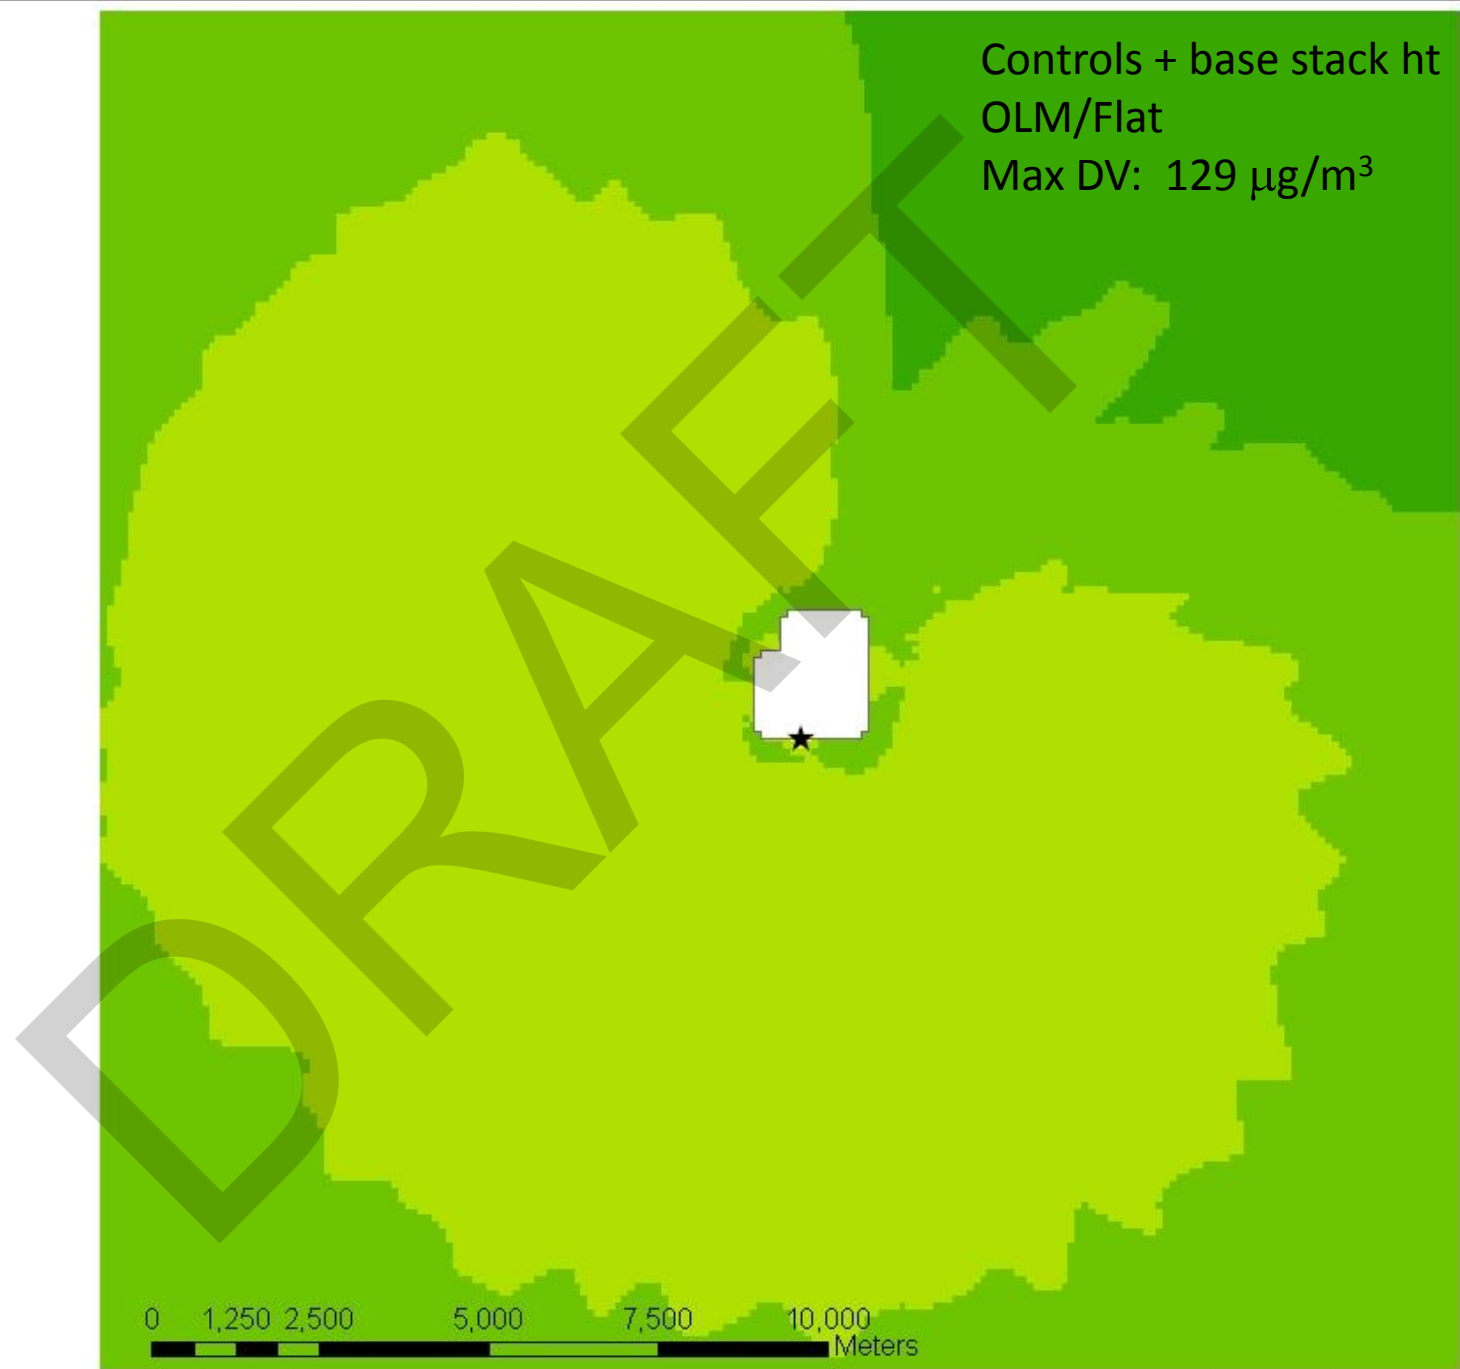 Controls + base stack ht
OLM/Flat
Max DV: 129 μg/m³
DRAFT
0 1,250 2,500 5,000 7,500 10,000
Meters